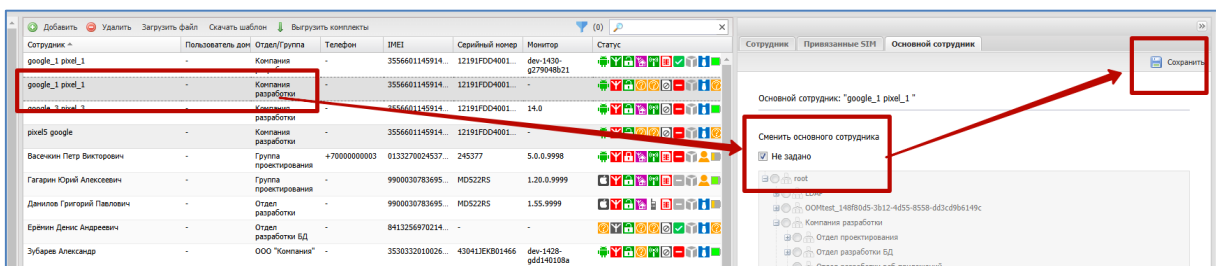 Добавить Удалить Загрузить файл Скачать шаблон Выгрузить комплекты (0)
Сотрудник Пользователь дом Отдел/Группа Телефон IMEI Серийный номер Монитор Статус
google_1 pixel_1 - Компания - 3556601145914... 12191FDD4001... dev-1430-
g279048b21
google_1 pixel_1 - Компания - 3556601145914... 12191FDD4001... -
разработки
- 3556601145914... 12191FDD4001... 14.0
разработки
pixel5 google - Компания - 3556601145914... 12191FDD4001... -
разработки
Васечкин Петр Викторович - Группа +70000000003 0133270024537... 245377 5.0.0.9998
проектирования
Гагарин Юрий Алексеевич - Группа - 9900030783695... MD522RS 1.20.0.9999
проектирования
Данилов Григорий Павлович - Отдел - 9900030783695... MD522RS 1.55.9999
разработки
Ерёмин Денис Андреевич - Отдел - 8413256970214... - -
разработки БД
Зубарев Александр - ООО "Компания" - 3530332010026... 43041JEKB01466 dev-1428-
gdd140108a
Сотрудник Привязанные SIM Основной сотрудник
Сохранить
Основной сотрудник: "google_1 pixel_1 "
Сменить основного сотрудника
Не задано
root
OOMtest_148f80d5-3b12-4d55-8558-dd3cd9b6149c
Компания разработки
Отдел проектирования
Отдел разработки БД